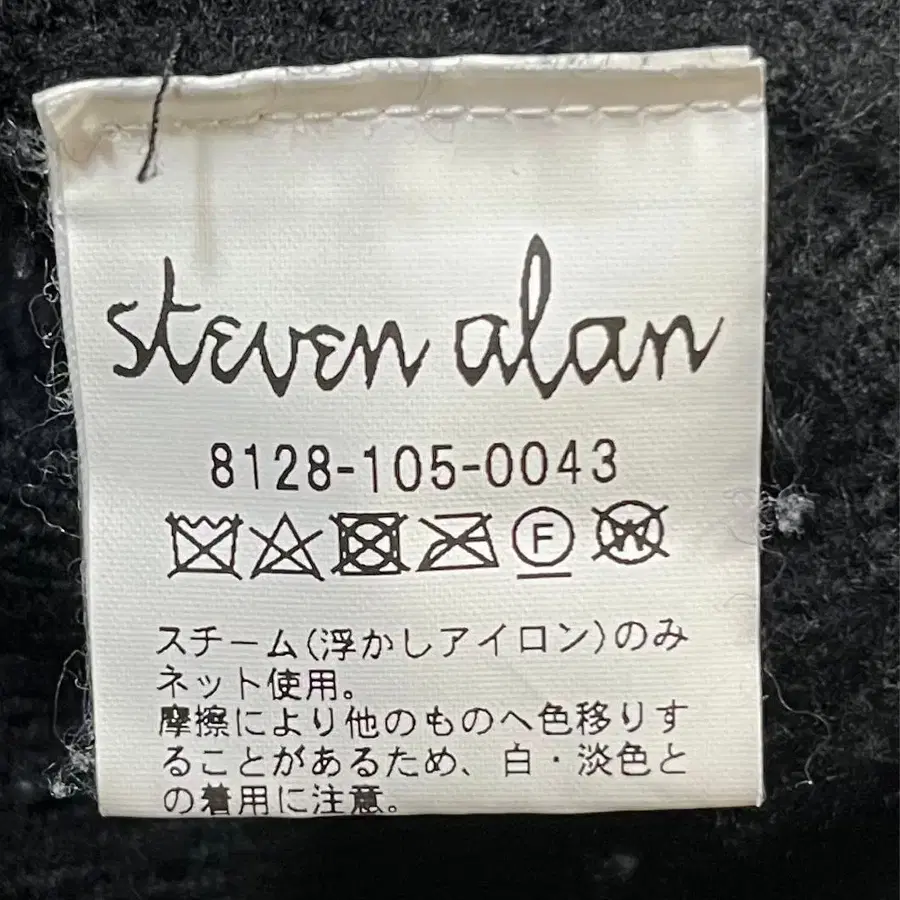 steven alan
8128-105-0043
F W
スチーム(浮かしアイロン)のみ
ネット使用。
摩擦により他のものへ色移りす
ることがあるため、白・淡色と
の着用に注意。